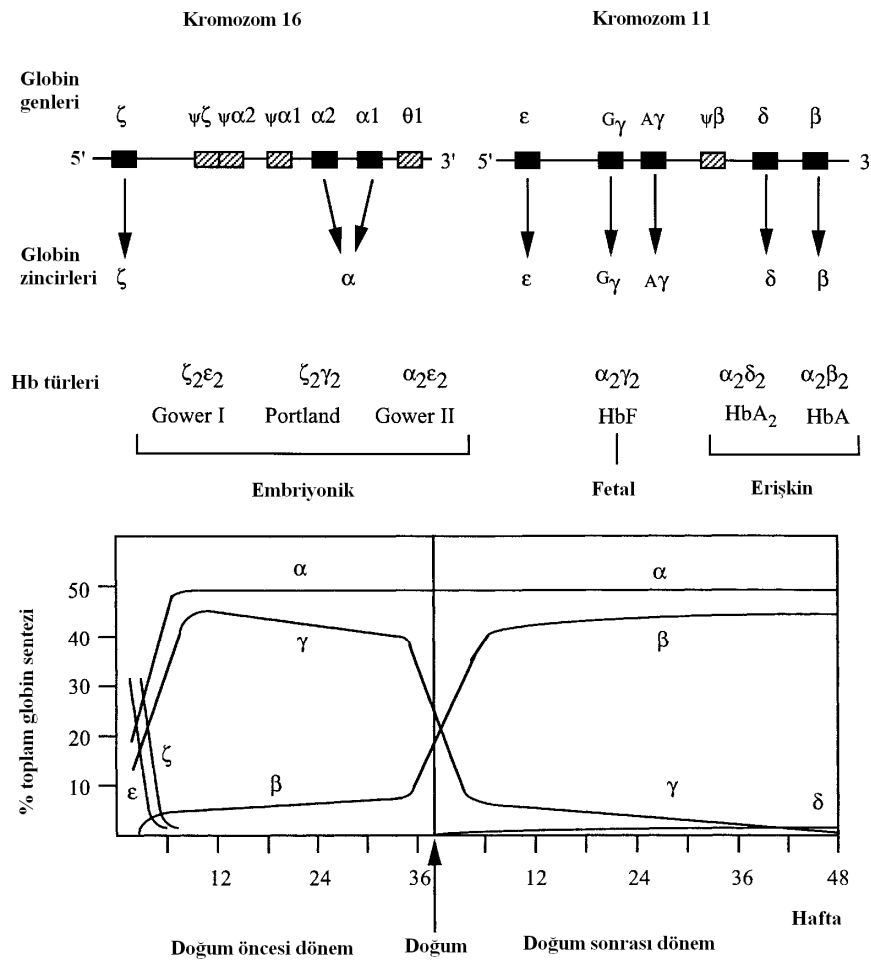 Kromozom 16 Kromozom 11
Globin
genleri
ζ ψζ ψα2 ψα1 α2 α1 θ1 ε Gγ Aγ ψβ δ β
5' 3' 5' 3
Globin
zincirleri
ζ α ε Gγ Aγ δ β
Hb türleri ζ2ε2 ζ2γ2 α2ε2 α2γ2 α2δ2 α2β2
Gower I Portland Gower II HbF HbA2 HbA
Embriyonik Fetal Erişkin
% toplam globin sentezi
50 α α
40 γ β
30
20 ζ
10 ε β γ δ
12 24 36 12 24 36 48
Hafta
Doğum öncesi dönem Doğum Doğum sonrası dönem